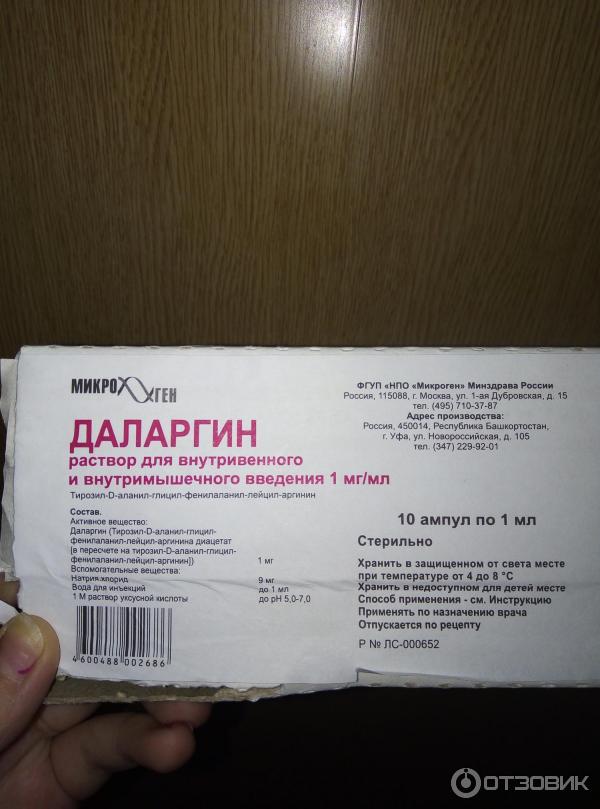 МИКРО ГЕН
ДАЛАРГИН
раствор для внутривенного
и внутримышечного введения 1 мг/мл
Тирозил-D-аланил-глицил-фенилаланил-лейцил-аргинин
Состав.
Активное вещество:
Даларгин (Тирозил-D-аланил-глицил-
фенилаланил-лейцил-аргинина диацетат
[в пересчете на тирозил-D-аланил-глицил-
фенилаланил-лейцил-аргинин]) 1 мг
Вспомогательные вещества:
Натрия хлорид 9 мг
Вода для инъекций до 1 мл
1 М раствор уксусной кислоты до pH 5,0-7,0
4600488002686
ФГУП «НПО «Микроген» Минздрава России
Россия, 115088, г. Москва, ул. 1-ая Дубровская, д. 15
тел. (495) 710-37-87
Адрес производства:
Россия, 450014, Республика Башкортостан,
г. Уфа, ул. Новороссийская, д. 105
тел. (347) 229-92-01
10 ампул по 1 мл
Стерильно
Хранить в защищенном от света месте
при температуре от 4 до 8 °С
Хранить в недоступном для детей месте
Способ применения - см. Инструкцию
Применять по назначению врача
Отпускается по рецепту
Р № ЛС-000652
ОТЗОВИК